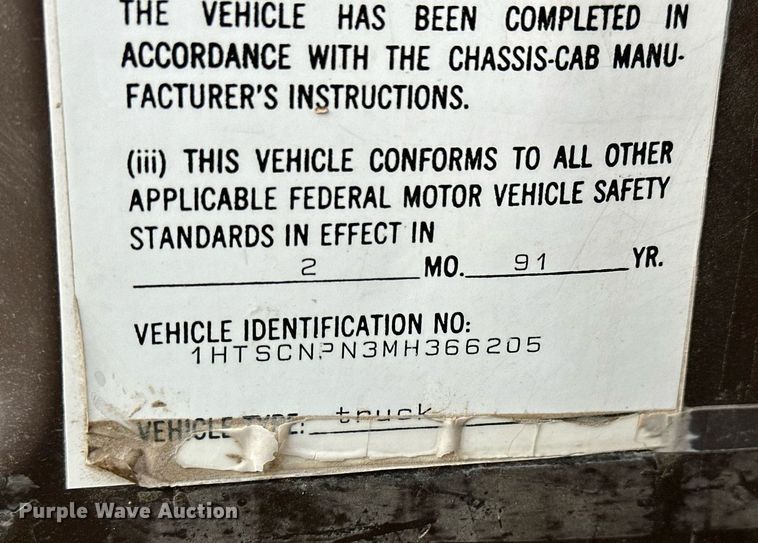 THE VEHICLE HAS BEEN COMPLETED IN
ACCORDANCE WITH THE CHASSIS-CAB MANU-
FACTURER'S INSTRUCTIONS.
(iii) THIS VEHICLE CONFORMS TO ALL OTHER
APPLICABLE FEDERAL MOTOR VEHICLE SAFETY
STANDARDS IN EFFECT IN
2 MO. 91 YR.
VEHICLE IDENTIFICATION NO:
1HTSCNPN3MH366205
VEHICLE TYPE: truck
Purple Wave Auction